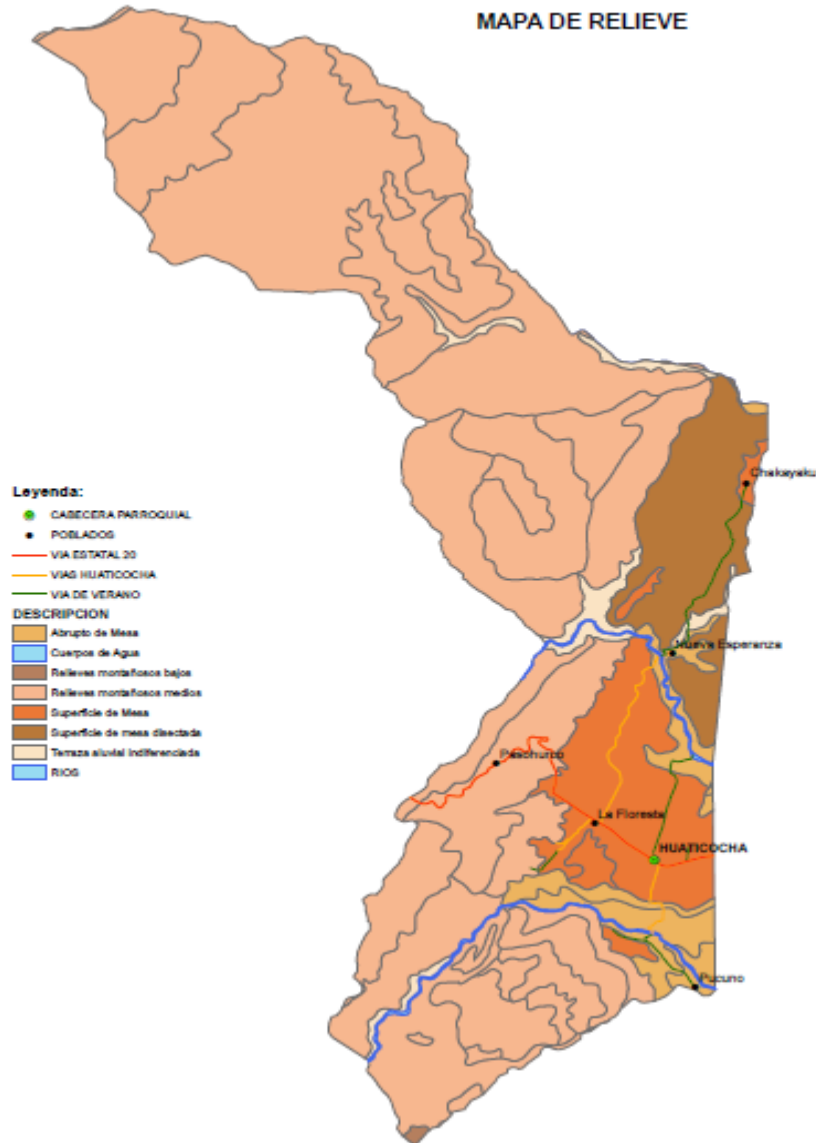 MAPA DE RELIEVE
Chakayaku
Leyenda:
CABECERA PARROQUIAL
POBLADOS
VIA ESTATAL 20
VIAS HUATICOCHA
VIA DE VERANO
DESCRIPCION
Abrupto de Mesa
Cuerpos de Agua
Relieves montañosos bajos
Relieves montañosos medios
Superficie de Mesa
Superficie de mesa disectada
Terraza aluvial indiferenciada
RIOS
Nueva Esperanza
Pasohurco
La Floresta
HUATICOCHA
Pucuno